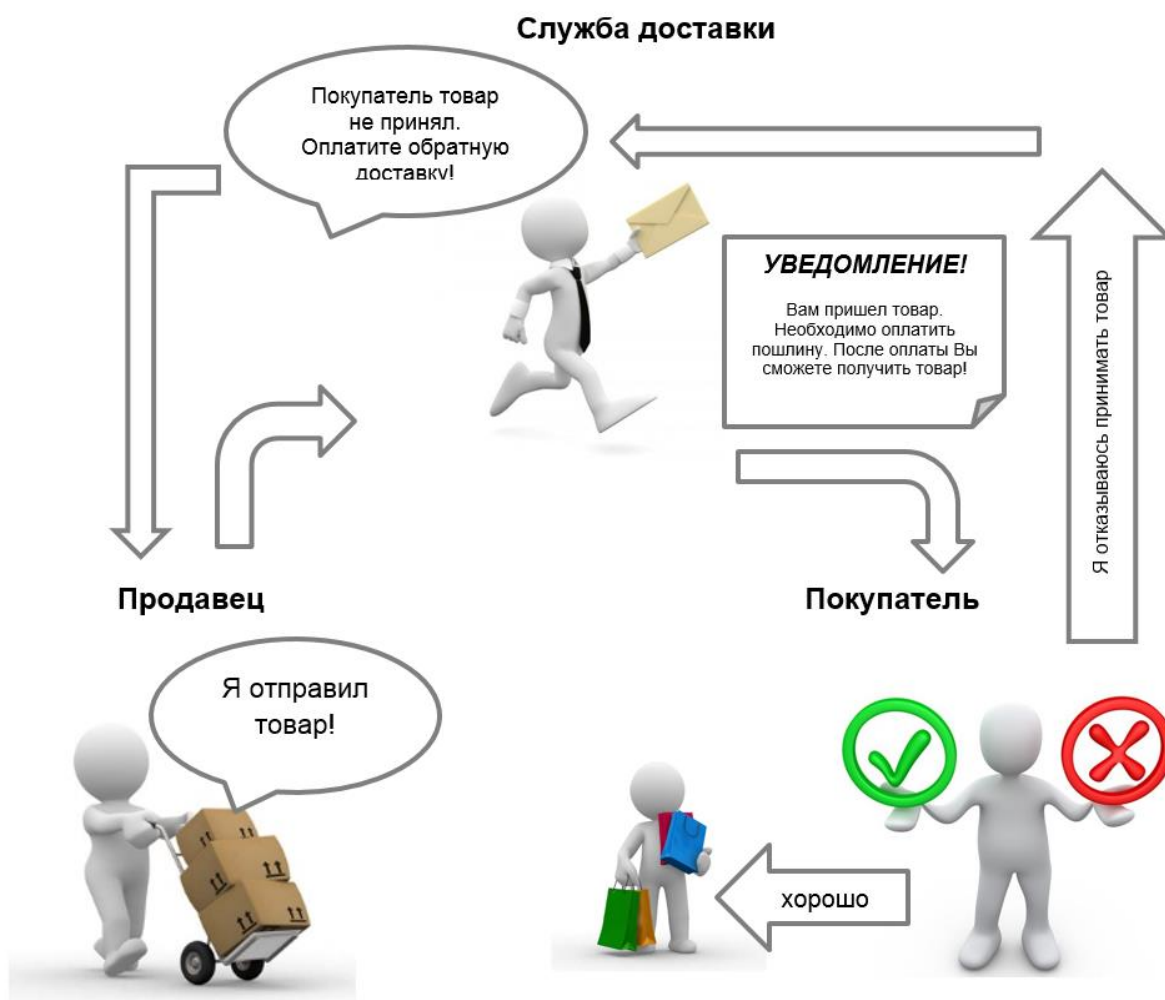 Служба доставки
Покупатель товар
не принял.
Оплатите обратную
доставку!
УВЕДОМЛЕНИЕ!
Вам пришел товар.
Необходимо оплатить
пошлину. После оплаты Вы
сможете получить товар!
Я отказываюсь принимать товар
Продавец
Покупатель
Я отправил
товар!
хорошо